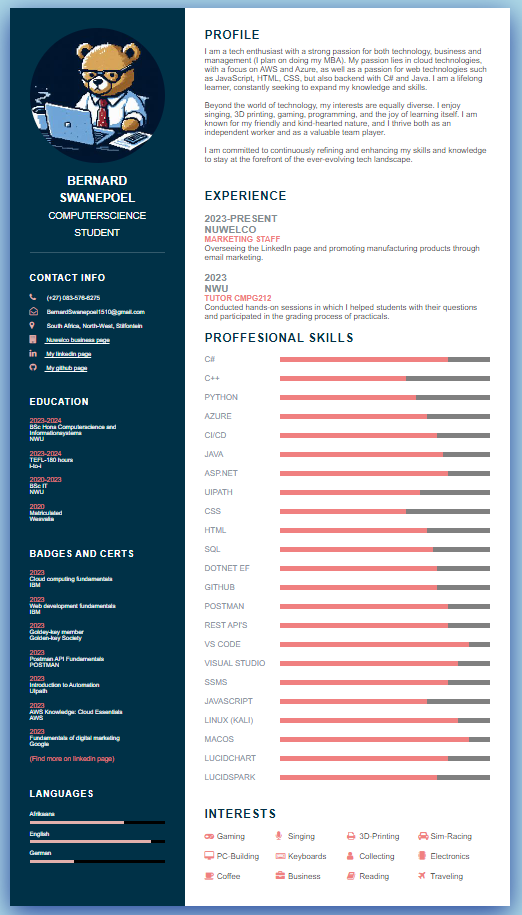 BERNARD
SWANEPOEL
COMPUTERSCIENCE
STUDENT
CONTACT INFO
(+27) 083-576-6275
BernardSwanepoel1510@gmail.com
South Africa, North-West, Stilfontein
Nuwelco business page
My linkedin page
My github page
EDUCATION
2023-2024
BSc Hons Computerscience and
Informationsystems
NWU
2023-2024
TEFL-180 hours
2020-2023
BSc IT
NWU
2020
Matriculated
Wesvalia
BADGES AND CERTS
2023
Cloud computing fundamentals
IBM
2023
Web development fundamentals
IBM
2023
Goldey-key member
Golden-key Society
2023
Postman API Fundamentals
POSTMAN
2023
Introduction to Automation
Uipath
2023
AWS Knowledge: Cloud Essentials
AWS
2023
Fundamentals of digital marketing
Google
(Find more on linkedin page)
LANGUAGES
Afrikaans
English
German
PROFILE
I am a tech enthusiast with a strong passion for both technology, business and
management (I plan on doing my MBA). My passion lies in cloud technologies,
with a focus on AWS and Azure, as well as a passion for web technologies such
as JavaScript, HTML, CSS, but also backend with C# and Java. I am a lifelong
learner, constantly seeking to expand my knowledge and skills.
Beyond the world of technology, my interests are equally diverse. I enjoy
singing, 3D printing, gaming, programming, and the joy of learning itself. I am
known for my friendly and kind-hearted nature, and I thrive both as an
independent worker and as a valuable team player.
I am committed to continuously refining and enhancing my skills and knowledge
to stay at the forefront of the ever-evolving tech landscape.
EXPERIENCE
2023-PRESENT
NUWELCO
MARKETING STAFF
Overseeing the LinkedIn page and promoting manufacturing products through
email marketing.
2023
NWU
TUTOR CMPG212
Conducted hands-on sessions in which I helped students with their questions
and participated in the grading process of practicals.
PROFFESIONAL SKILLS
C#
C++
PYTHON
AZURE
CI/CD
JAVA
ASP.NET
UIPATH
CSS
HTML
SQL
DOTNET EF
GITHUB
POSTMAN
REST API'S
VS CODE
VISUAL STUDIO
SSMS
JAVASCRIPT
LINUX (KALI)
MACOS
LUCIDCHART
LUCIDSPARK
INTERESTS
Gaming Singing 3D-Printing Sim-Racing
PC-Building Keyboards Collecting Electronics
Coffee Business Reading Traveling